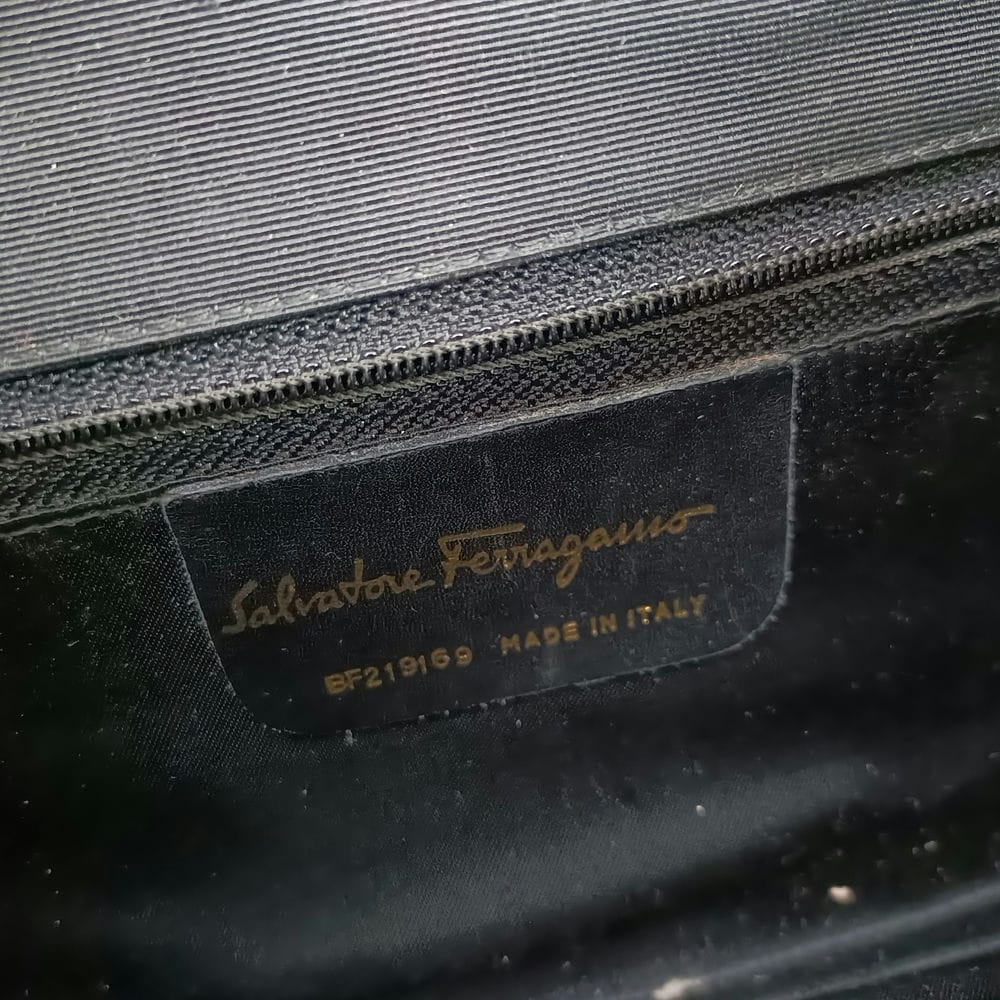 Salvatore Ferragamo
BF219169 MADE IN ITALY